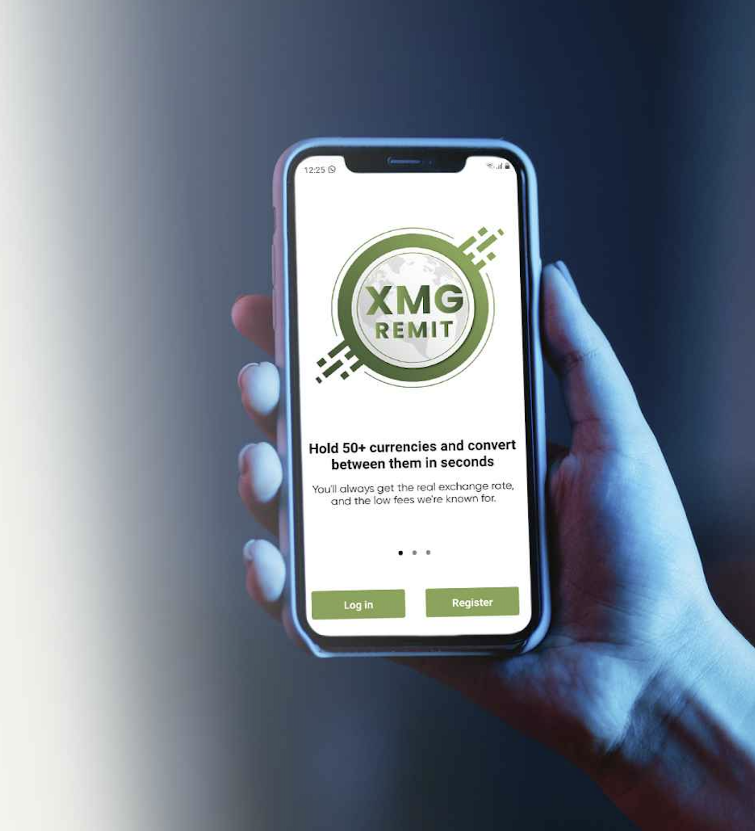 12:25
XMG
REMIT
Hold 50+ currencies and convert
between them in seconds
You'll always get the real exchange rate,
and the low fees we're known for.
Log in
Register